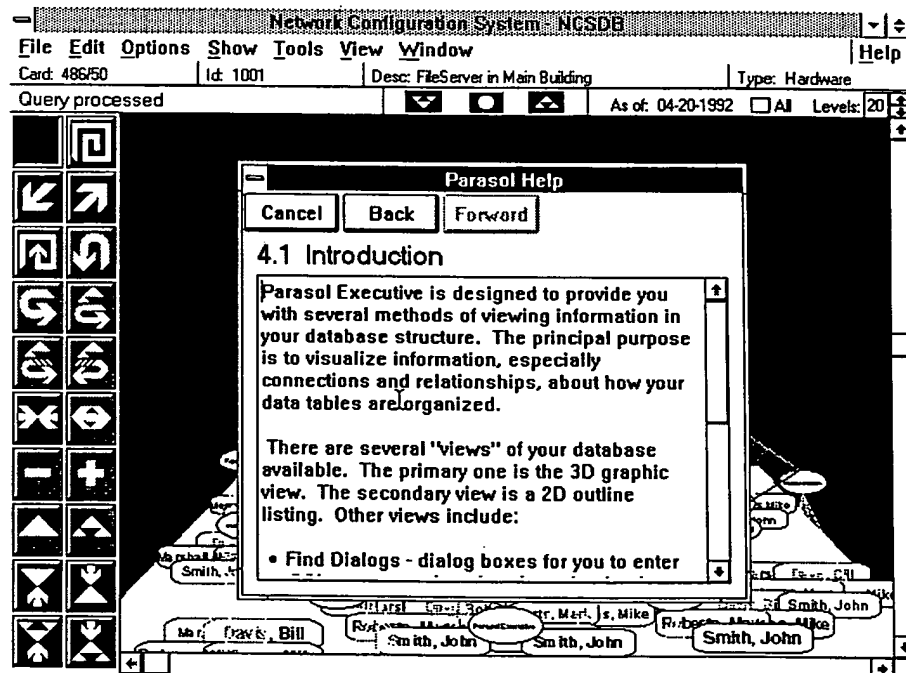 Network Configuration System - NCSDB
File Edit Options Show Tools View Window Help
Card: 486/50 Id: 1001 Desc: FileServer in Main Building Type: Hardware
Query processed As of: 04-20-1992 All Levels: 20
Parasol Help
Cancel Back Forward
4.1 Introduction
Parasol Executive is designed to provide you
with several methods of viewing information in
your database structure. The principal purpose
is to visualize information, especially
connections and relationships, about how your
data tables are organized.
There are several "views" of your database
available. The primary one is the 3D graphic
view. The secondary view is a 2D outline
listing. Other views include:
• Find Dialogs - dialog boxes for you to enter
Smith, John
s, Mike
Davis, Bill
Smith, John
Smith, John
Mike
Smith, John